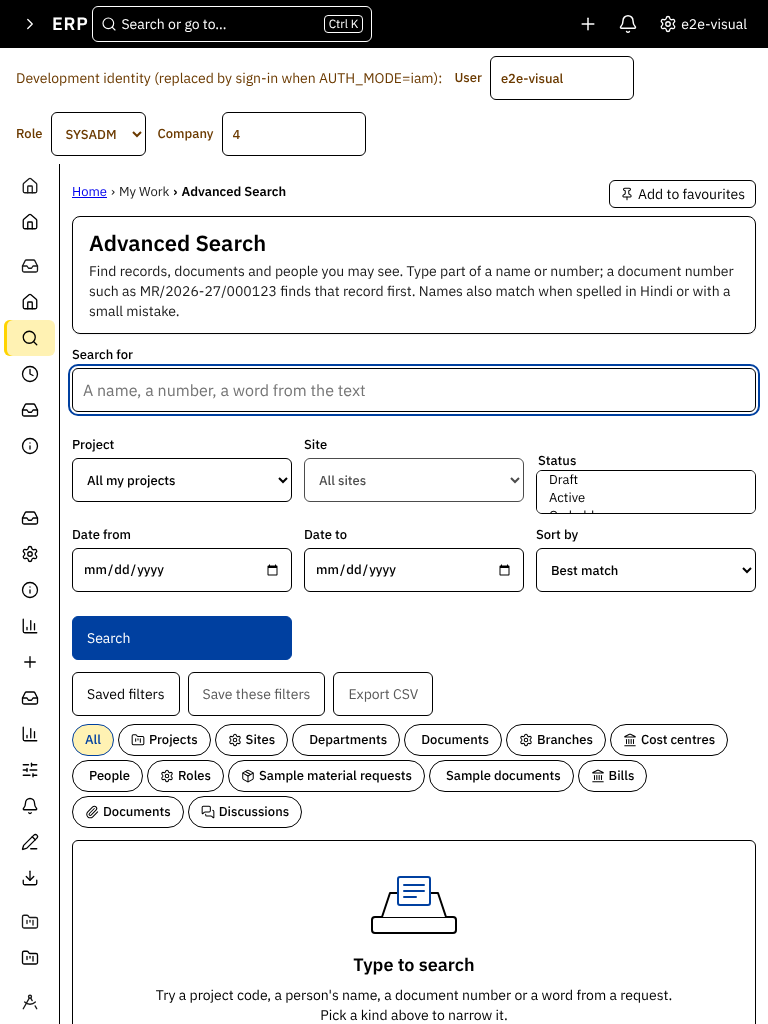 ERP
Search or go to...
Ctrl K
e2e-visual
Development identity (replaced by sign-in when AUTH_MODE=iam):
User
e2e-visual
Role
SYSADM
Company
4
Home › My Work › Advanced Search
Add to favourites
Advanced Search
Find records, documents and people you may see. Type part of a name or number; a document number
such as MR/2026-27/000123 finds that record first. Names also match when spelled in Hindi or with a
small mistake.
Search for
A name, a number, a word from the text
Project
Site
Status
All my projects
All sites
Draft
Active
Date from
Date to
Sort by
mm/dd/yyyy
mm/dd/yyyy
Best match
Search
Saved filters
Save these filters
Export CSV
All
Projects
Sites
Departments
Documents
Branches
Cost centres
People
Roles
Sample material requests
Sample documents
Bills
Documents
Discussions
Type to search
Try a project code, a person's name, a document number or a word from a request.
Pick a kind above to narrow it.